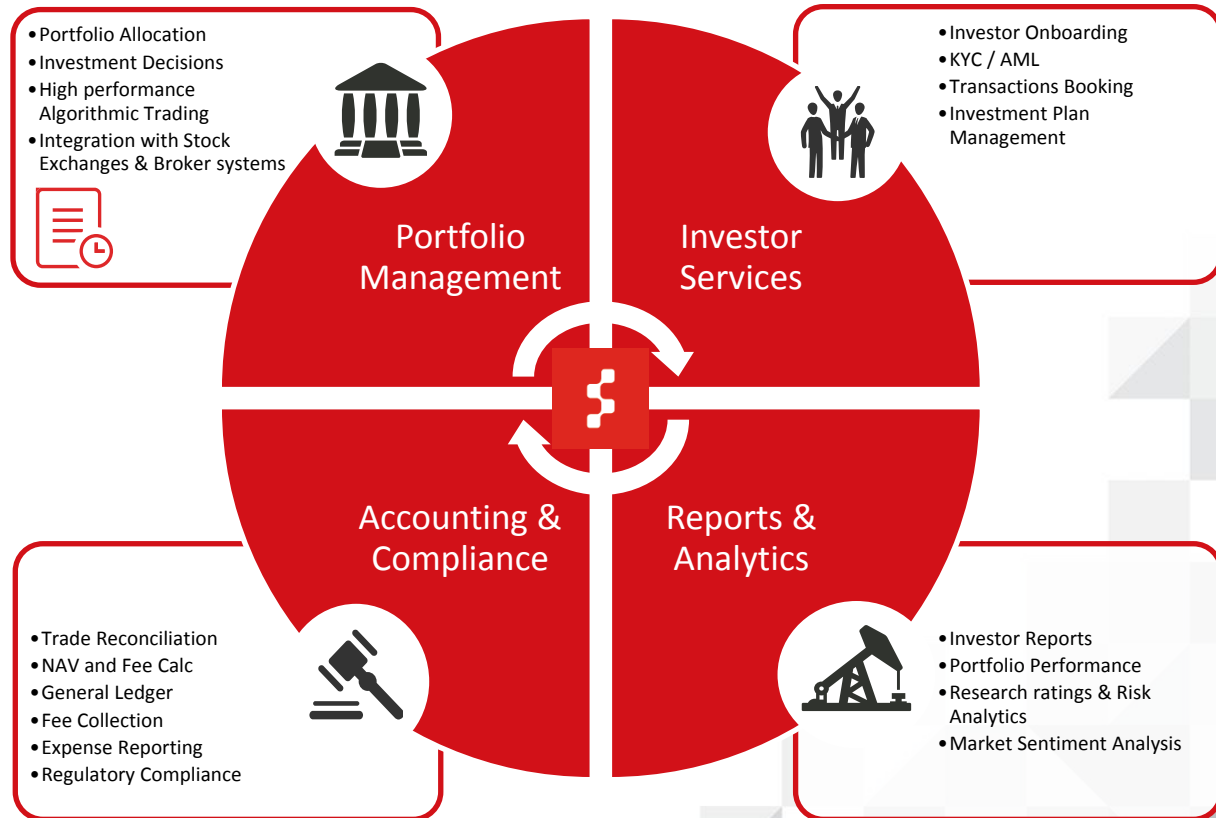 •Portfolio Allocation
•Investment Decisions
•High performance
Algorithmic Trading
•Integration with Stock
Exchanges & Broker systems
•Investor Onboarding
•KYC / AML
•Transactions Booking
•Investment Plan
Management
Portfolio
Management
Investor
Services
Accounting &
Compliance
Reports &
Analytics
•Trade Reconciliation
•NAV and Fee Calc
•General Ledger
•Fee Collection
•Expense Reporting
•Regulatory Compliance
•Investor Reports
•Portfolio Performance
•Research ratings & Risk
Analytics
•Market Sentiment Analysis